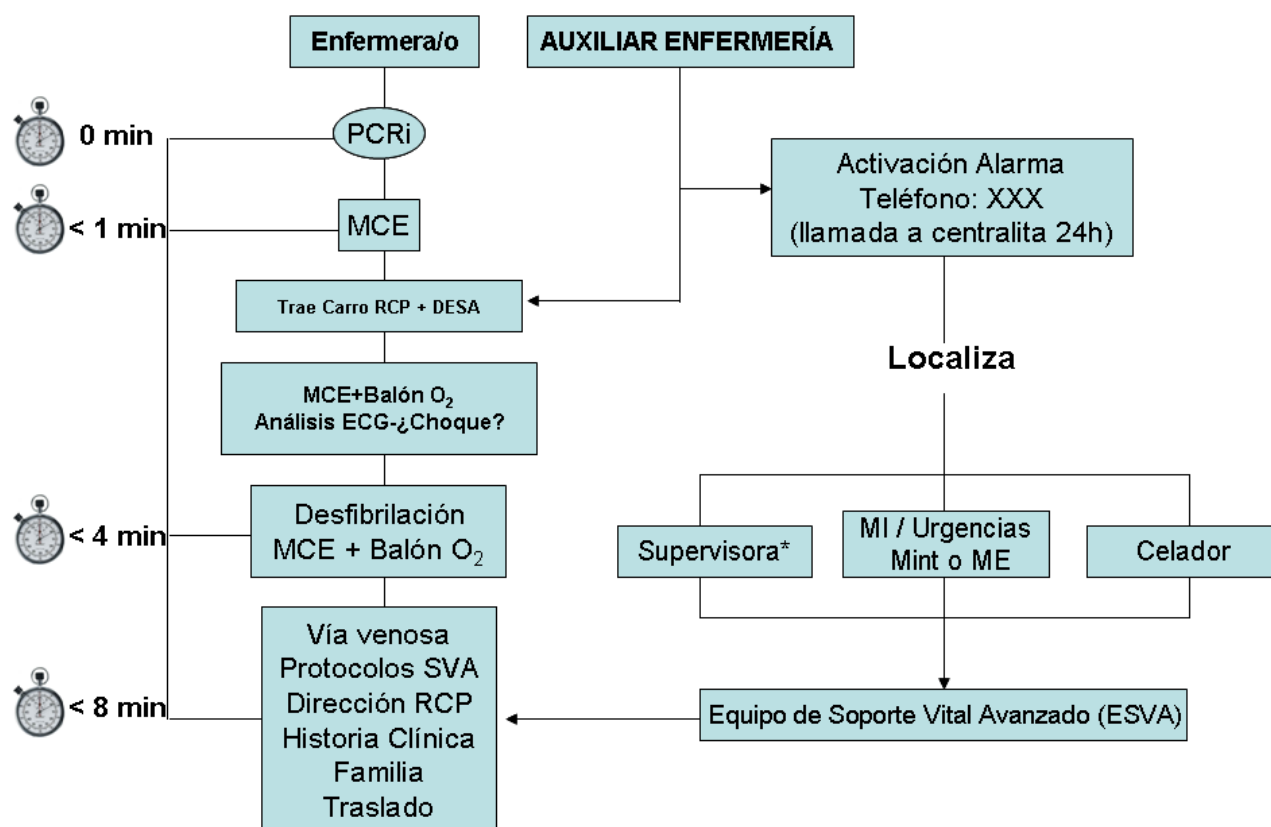 Enfermera/o
AUXILIAR ENFERMERÍA
0 min
PCRi
Activación Alarma
Teléfono: XXX
(llamada a centralita 24h)
< 1 min
MCE
Trae Carro RCP + DESA
Localiza
MCE+Balón O₂
Análisis ECG-¿Choque?
< 4 min
Desfibrilación
MCE + Balón O₂
Supervisora*
MI / Urgencias
Mint o ME
Celador
< 8 min
Vía venosa
Protocolos SVA
Dirección RCP
Historia Clínica
Familia
Traslado
Equipo de Soporte Vital Avanzado (ESVA)